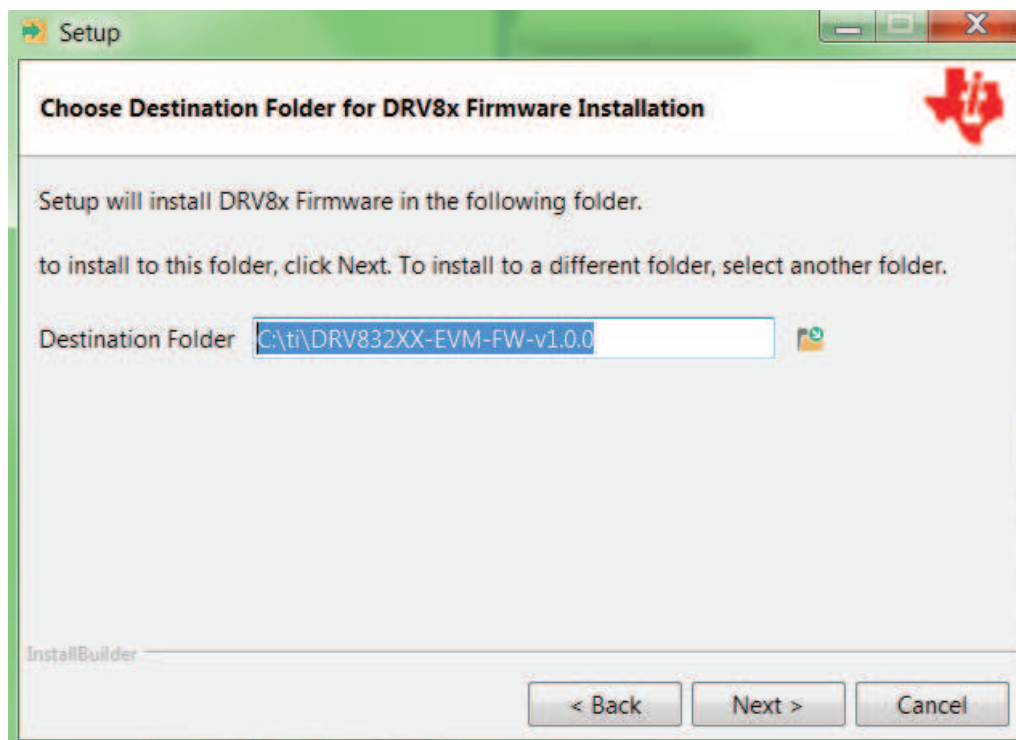 Setup
Choose Destination Folder for DRV8x Firmware Installation
Setup will install DRV8x Firmware in the following folder.
to install to this folder, click Next. To install to a different folder, select another folder.
Destination Folder C:\ti\DRV832XX-EVM-FW-v1.0.0
InstallBuilder
< Back Next > Cancel